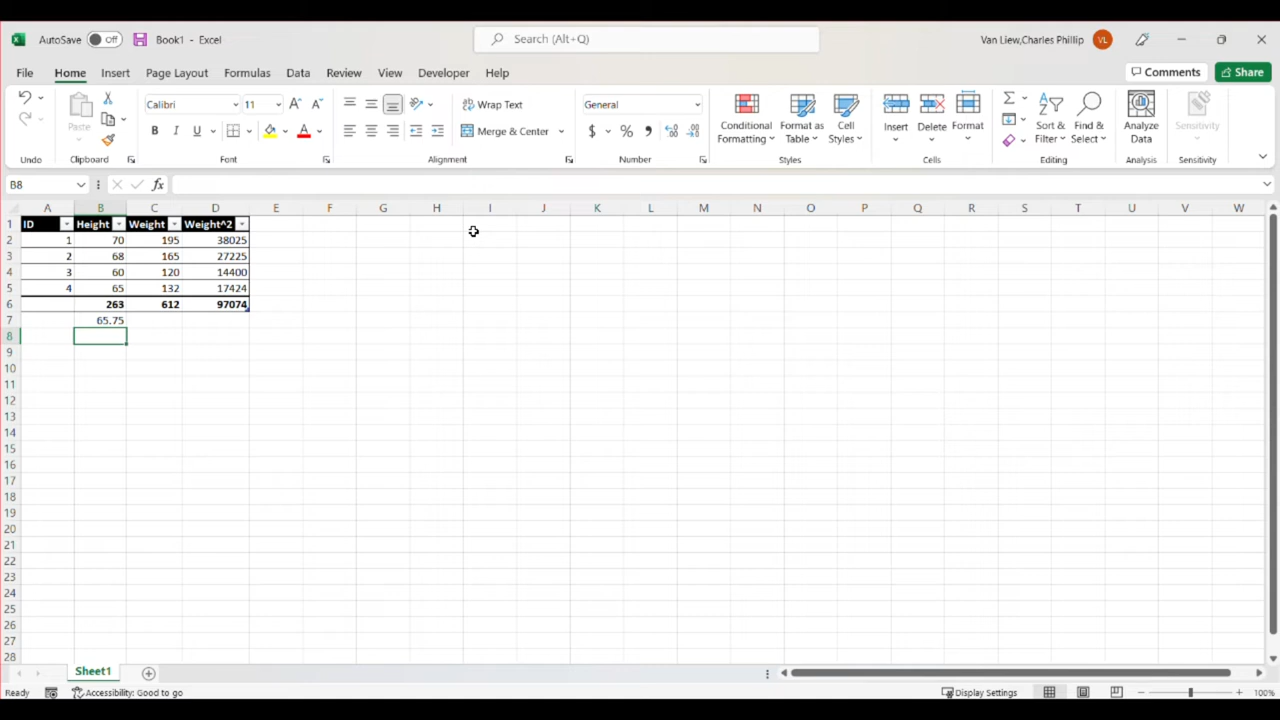 AutoSave Off Book1 - Excel Search (Alt+Q) Van Liew,Charles Phillip VL
File Home Insert Page Layout Formulas Data Review View Developer Help Comments Share
Calibri 11 Wrap Text General
Paste B I U Merge & Center $ % Conditional Formatting Format as Table Cell Styles Insert Delete Format Sort & Filter Find & Select Analyze Data Sensitivity
Undo Clipboard Font Alignment Number Styles Cells Editing Analysis Sensitivity
B8 fx
A B C D E F G H I J K L M N O P Q R S T U V W
1 ID Height Weight Weight^2
2 1 70 195 38025
3 2 68 165 27225
4 3 60 120 14400
5 4 65 132 17424
6 263 612 97074
7 65.75
8
9
10
11
12
13
14
15
16
17
18
19
20
21
22
23
24
25
26
27
28
Sheet1
Ready Accessibility: Good to go Display Settings 100%